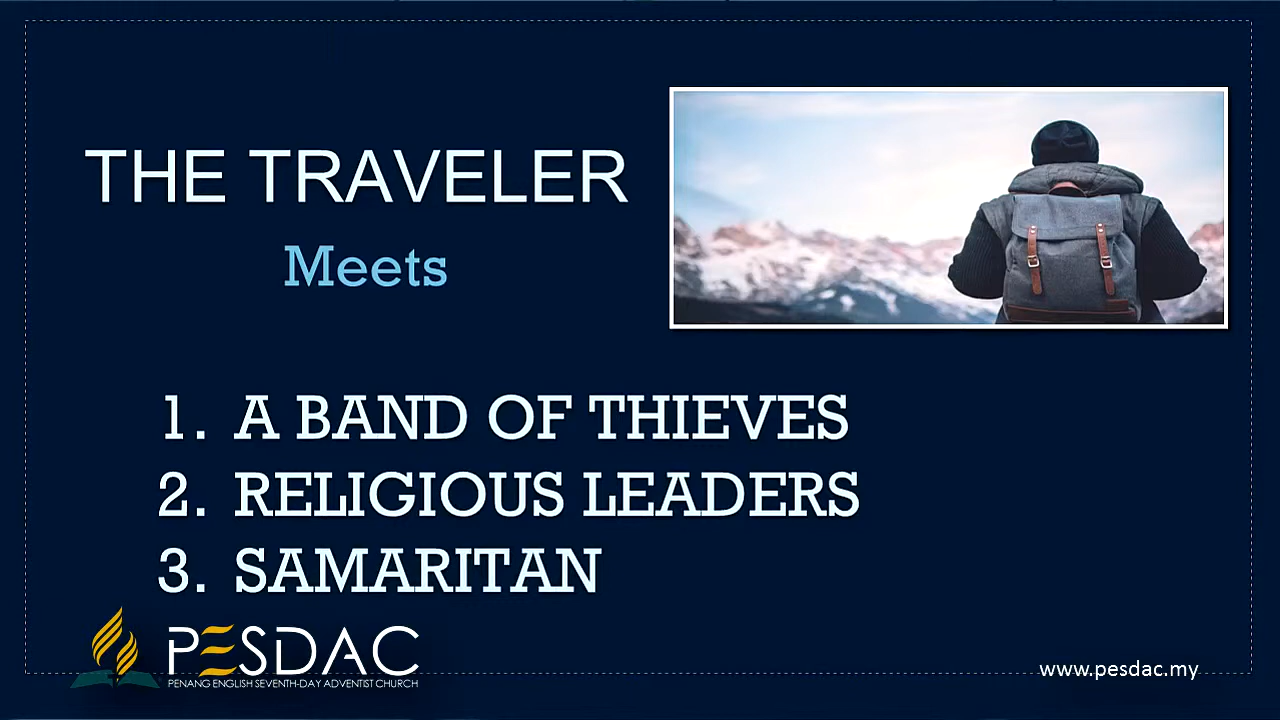 THE TRAVELER
Meets
1. A BAND OF THIEVES
2. RELIGIOUS LEADERS
3. SAMARITAN
PESDAC
PENANG ENGLISH SEVENTH-DAY ADVENTIST CHURCH
www.pesdac.my